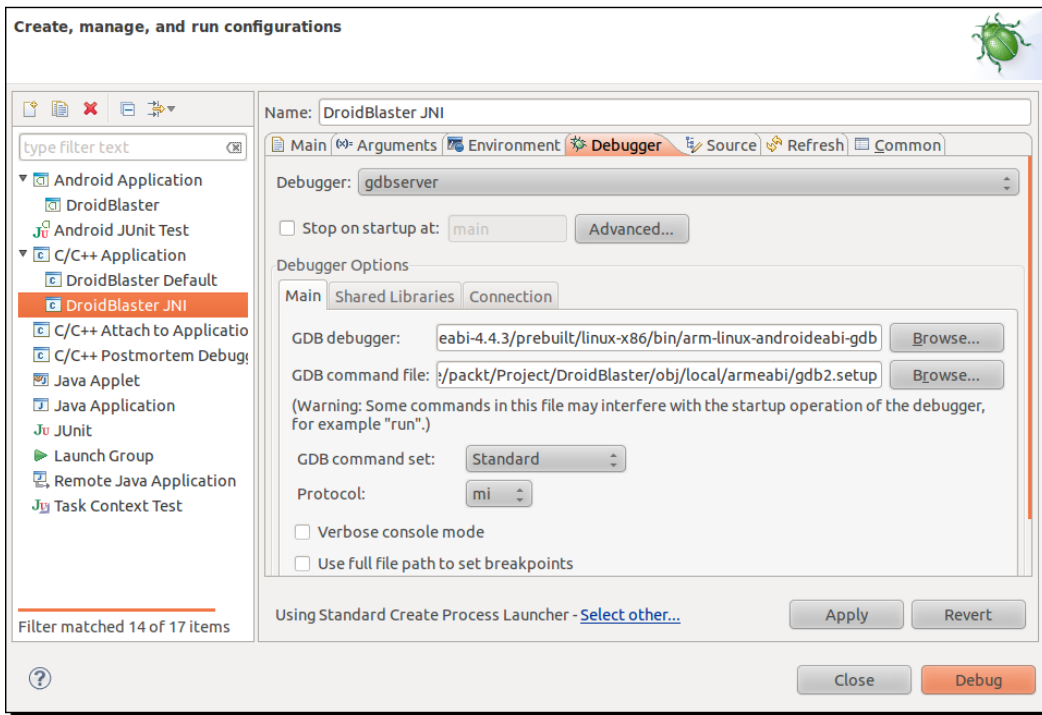 Create, manage, and run configurations
type filter text
Android Application
DroidBlaster
Android JUnit Test
C/C++ Application
DroidBlaster Default
DroidBlaster JNI
C/C++ Attach to Applicatio
C/C++ Postmortem Debug
Java Applet
Java Application
JUnit
Launch Group
Remote Java Application
Task Context Test
Filter matched 14 of 17 items
Name: DroidBlaster JNI
Main Arguments Environment Debugger Source Refresh Common
Debugger: gdbserver
Stop on startup at: main Advanced...
Debugger Options
Main Shared Libraries Connection
GDB debugger: eabi-4.4.3/prebuilt/linux-x86/bin/arm-linux-androideabi-gdb Browse...
GDB command file: e/packt/Project/DroidBlaster/obj/local/armeabi/gdb2.setup Browse...
(Warning: Some commands in this file may interfere with the startup operation of the debugger,
for example "run".)
GDB command set: Standard
Protocol: mi
Verbose console mode
Use full file path to set breakpoints
Using Standard Create Process Launcher - Select other... Apply Revert
Close Debug